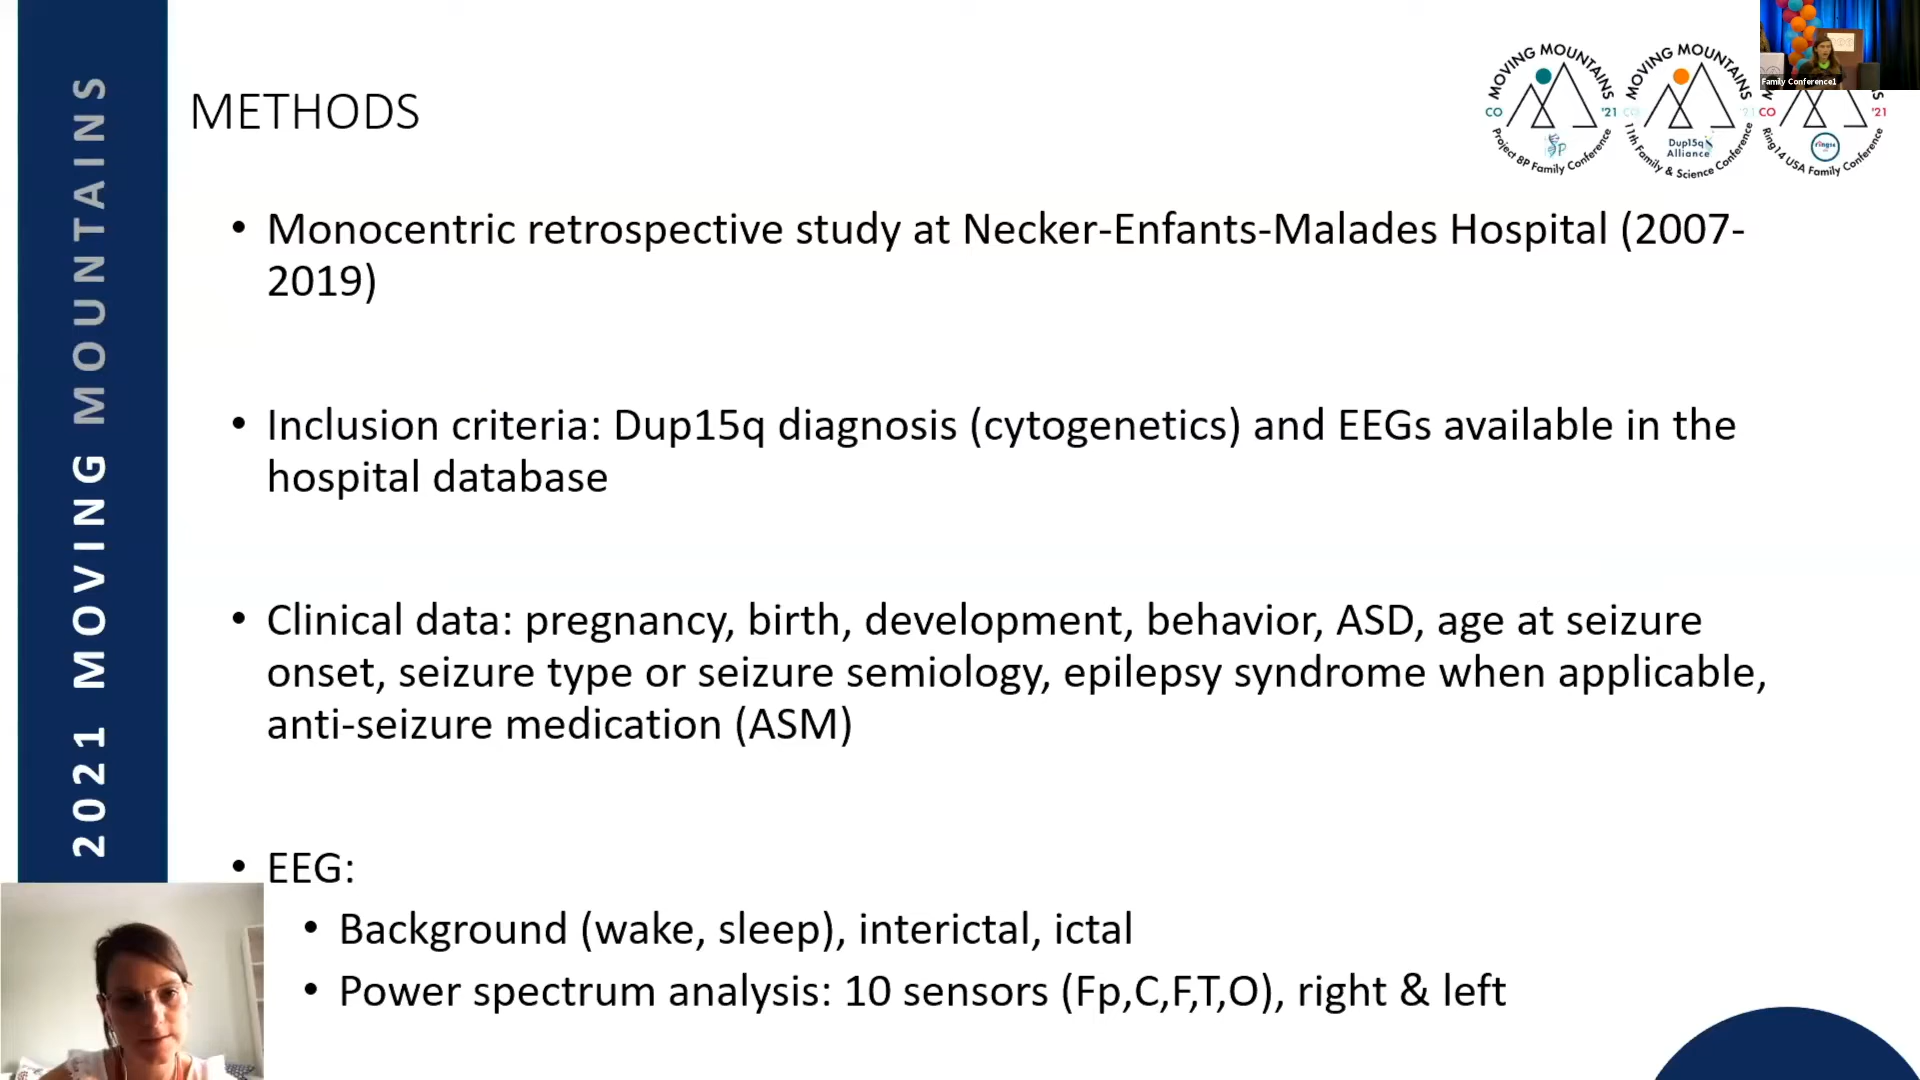 2021 MOVING MOUNTAINS
METHODS
MOVING MOUNTAINS
CO '21
8P
Project 8P Family Conference
MOVING MOUNTAINS
Dup15q
Alliance
11th Family & Science Conference
CO '21
ring14
Ring14 USA Family Conference
Family Conference1
• Monocentric retrospective study at Necker-Enfants-Malades Hospital (2007-
2019)
• Inclusion criteria: Dup15q diagnosis (cytogenetics) and EEGs available in the
hospital database
• Clinical data: pregnancy, birth, development, behavior, ASD, age at seizure
onset, seizure type or seizure semiology, epilepsy syndrome when applicable,
anti-seizure medication (ASM)
• EEG:
• Background (wake, sleep), interictal, ictal
• Power spectrum analysis: 10 sensors (Fp,C,F,T,O), right & left